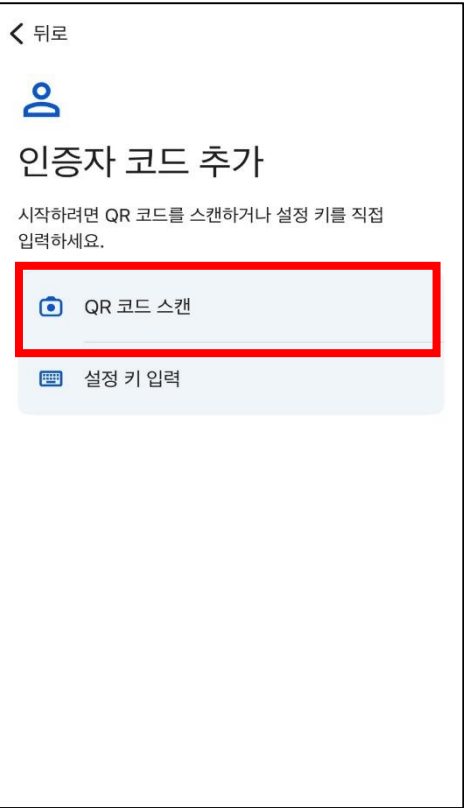 뒤로
인증자 코드 추가
시작하려면 QR 코드를 스캔하거나 설정 키를 직접
입력하세요.
QR 코드 스캔
설정 키 입력